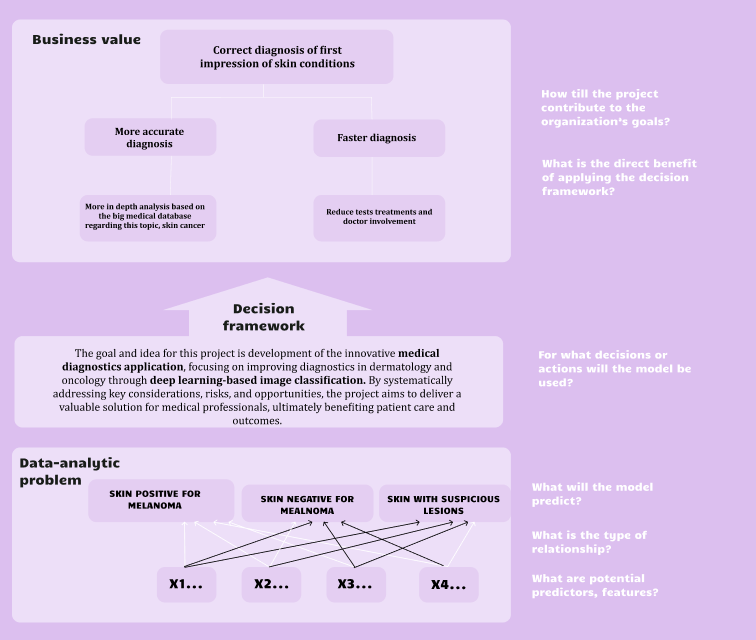 Business value
Correct diagnosis of first
impression of skin conditions
More accurate
diagnosis
Faster diagnosis
More in depth analysis based on
the big medical database
regarding this topic, skin cancer
Reduce tests treatments and
doctor involvement
How till the project
contribute to the
organization's goals?
What is the direct benefit
of applying the decision
framework?
Decision
framework
The goal and idea for this project is development of the innovative medical
diagnostics application, focusing on improving diagnostics in dermatology and
oncology through deep learning-based image classification. By systematically
addressing key considerations, risks, and opportunities, the project aims to deliver a
valuable solution for medical professionals, ultimately benefiting patient care and
outcomes.
For what decisions or
actions will the model be
used?
Data-analytic
problem
SKIN POSITIVE FOR
MELANOMA
SKIN NEGATIVE FOR
MEALNOMA
SKIN WITH SUSPICIOUS
LESIONS
X1...
X2...
X3...
X4...
What will the model
predict?
What is the type of
relationship?
What are potential
predictors, features?